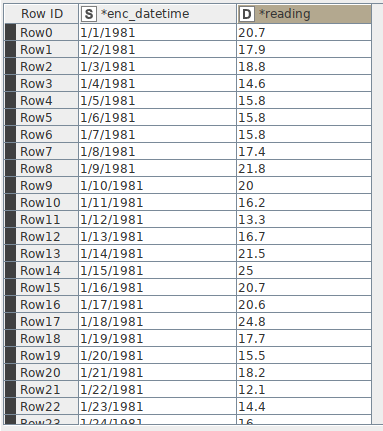 Row ID S *enc_datetime D *reading
Row0 1/1/1981 20.7
Row1 1/2/1981 17.9
Row2 1/3/1981 18.8
Row3 1/4/1981 14.6
Row4 1/5/1981 15.8
Row5 1/6/1981 15.8
Row6 1/7/1981 15.8
Row7 1/8/1981 17.4
Row8 1/9/1981 21.8
Row9 1/10/1981 20
Row10 1/11/1981 16.2
Row11 1/12/1981 13.3
Row12 1/13/1981 16.7
Row13 1/14/1981 21.5
Row14 1/15/1981 25
Row15 1/16/1981 20.7
Row16 1/17/1981 20.6
Row17 1/18/1981 24.8
Row18 1/19/1981 17.7
Row19 1/20/1981 15.5
Row20 1/21/1981 18.2
Row21 1/22/1981 12.1
Row22 1/23/1981 14.4
Row23 1/24/1981 16